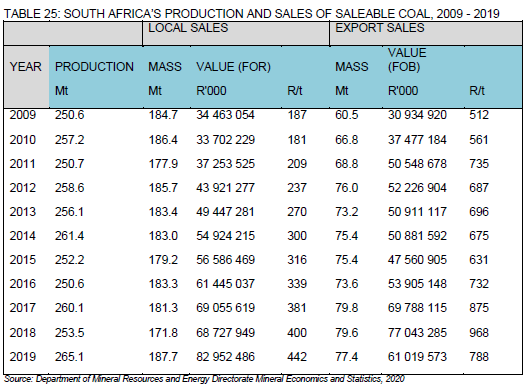 TABLE 25: SOUTH AFRICA'S PRODUCTION AND SALES OF SALEABLE COAL, 2009 - 2019
LOCAL SALES EXPORT SALES
YEAR PRODUCTION MASS VALUE (FOR) MASS VALUE (FOB)
Mt Mt R'000 R/t Mt R'000 R/t
2009 250.6 184.7 34 463 054 187 60.5 30 934 920 512
2010 257.2 186.4 33 702 229 181 66.8 37 477 184 561
2011 250.7 177.9 37 253 525 209 68.8 50 548 678 735
2012 258.6 185.7 43 921 277 237 76.0 52 226 904 687
2013 256.1 183.4 49 447 281 270 73.2 50 911 117 696
2014 261.4 183.0 54 924 215 300 75.4 50 881 592 675
2015 252.2 179.2 56 586 469 316 75.4 47 560 905 631
2016 250.6 183.3 61 445 037 339 73.6 53 905 148 732
2017 260.1 181.3 69 055 619 381 79.8 69 788 115 875
2018 253.5 171.8 68 727 949 400 79.6 77 043 285 968
2019 265.1 187.7 82 952 486 442 77.4 61 019 573 788
Source: Department of Mineral Resources and Energy Directorate Mineral Economics and Statistics, 2020